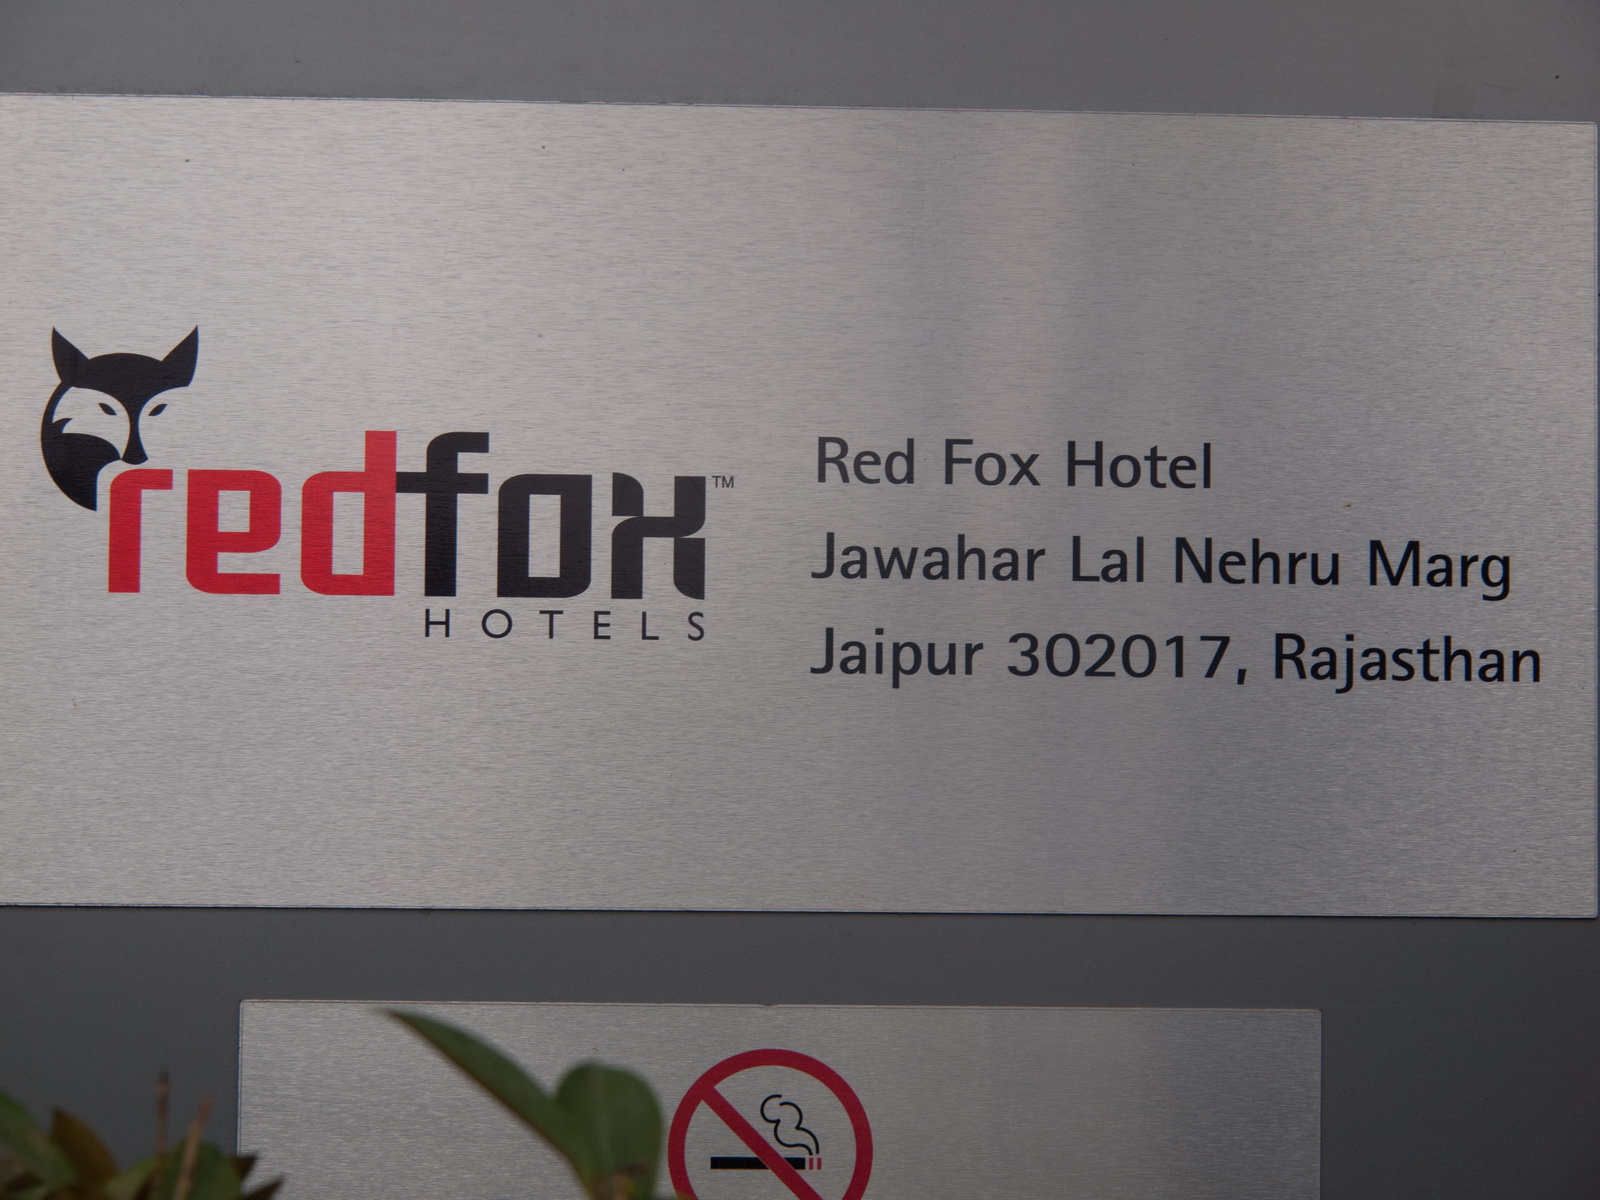 redfox™
HOTELS
Red Fox Hotel
Jawahar Lal Nehru Marg
Jaipur 302017, Rajasthan